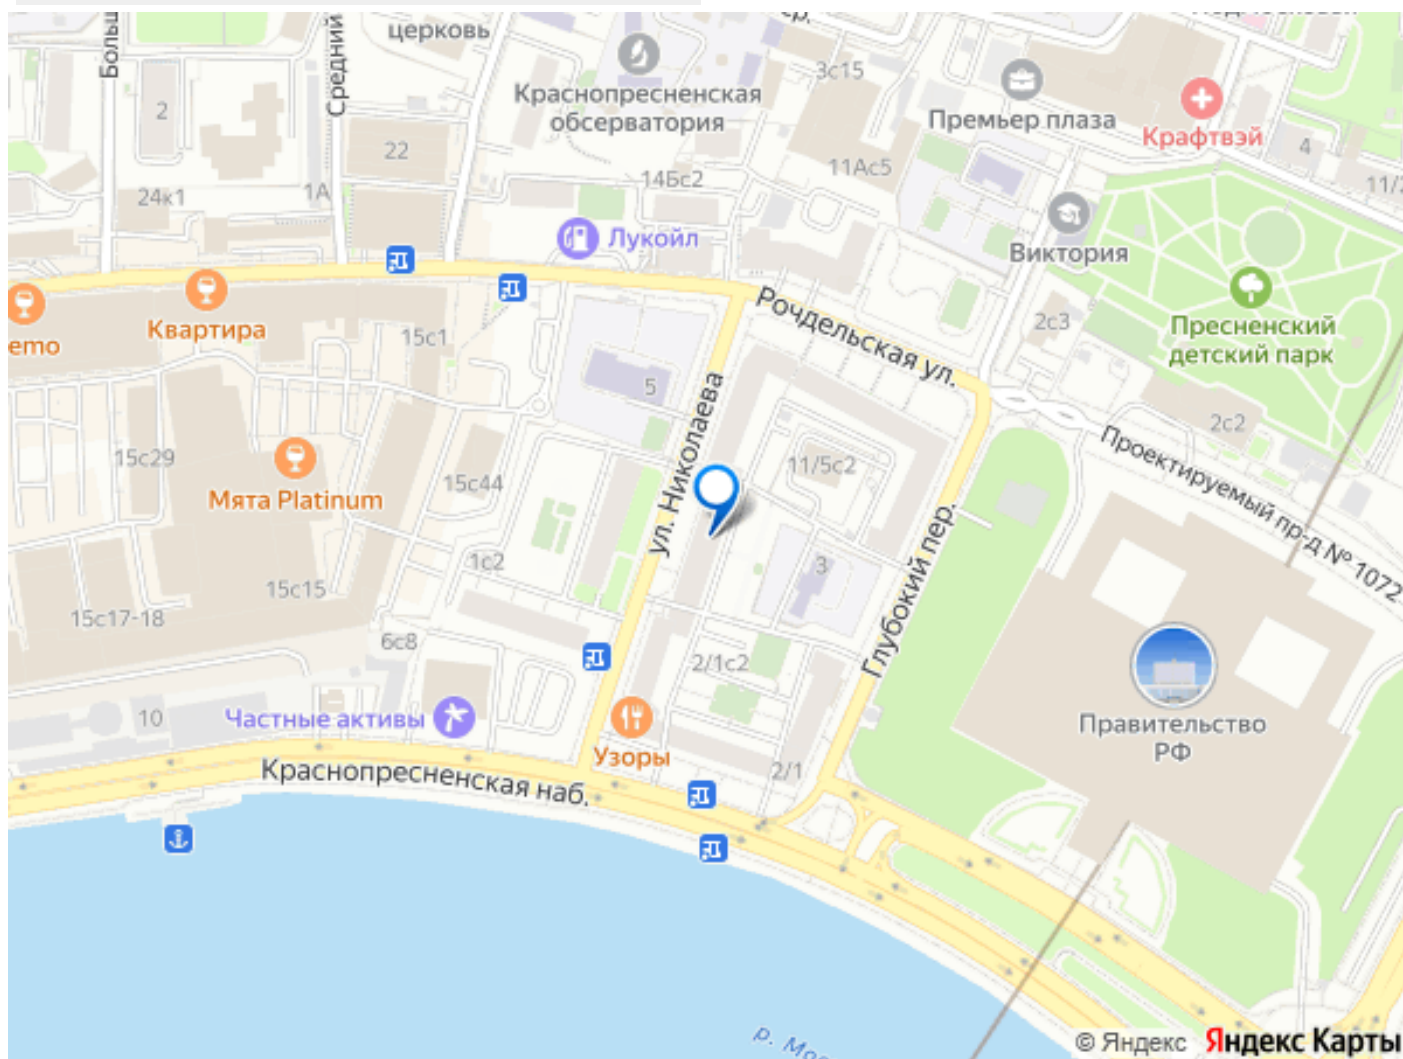 церковь
Больш
Средний
Краснопресненская
обсерватория
3с15
Премьер плаза
Крафтвэй
4
2
22
24к1
1А
14Бс2
11Ас5
11/2
Виктория
Лукойл
Рочдельская ул.
2с3
Пресненский
детский парк
Квартира
emo
15с1
5
ул. Николаева
2с2
15с29
Мята Platinum
15с44
11/5с2
Проектируемый пр-д № 1072
Глубокий пер.
1с2
3
15с15
15с17-18
6с8
2/1с2
10
Частные активы
Узоры
Правительство
РФ
Краснопресненская наб.
2/1
р. Мос
© Яндекс Яндекс Карты